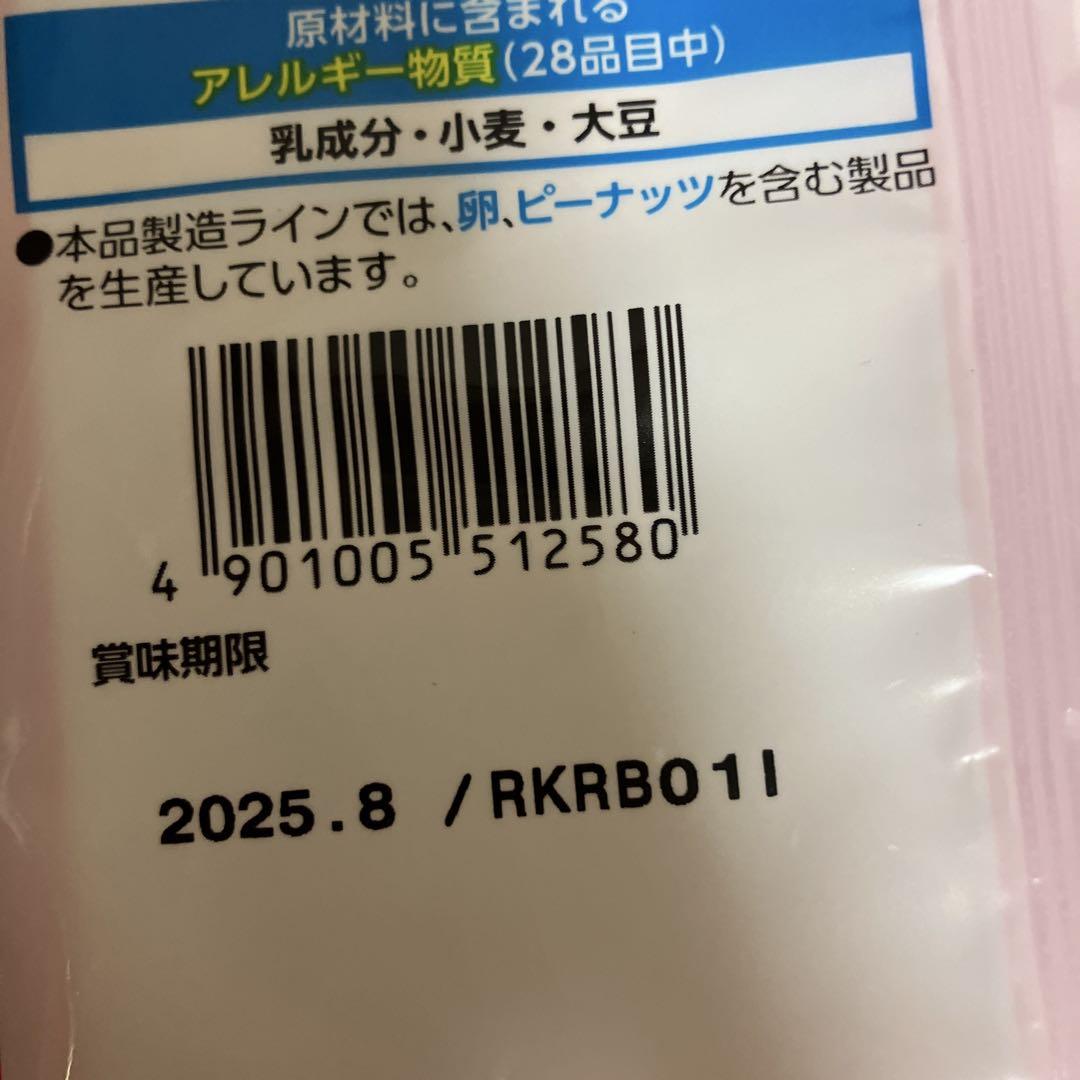 原材料に含まれる
アレルギー物質(28品目中)
乳成分・小麦・大豆
●本品製造ラインでは、卵、ピーナッツを含む製品
を生産しています。
4 901005 512580
賞味期限
2025.8 /RKRB01I